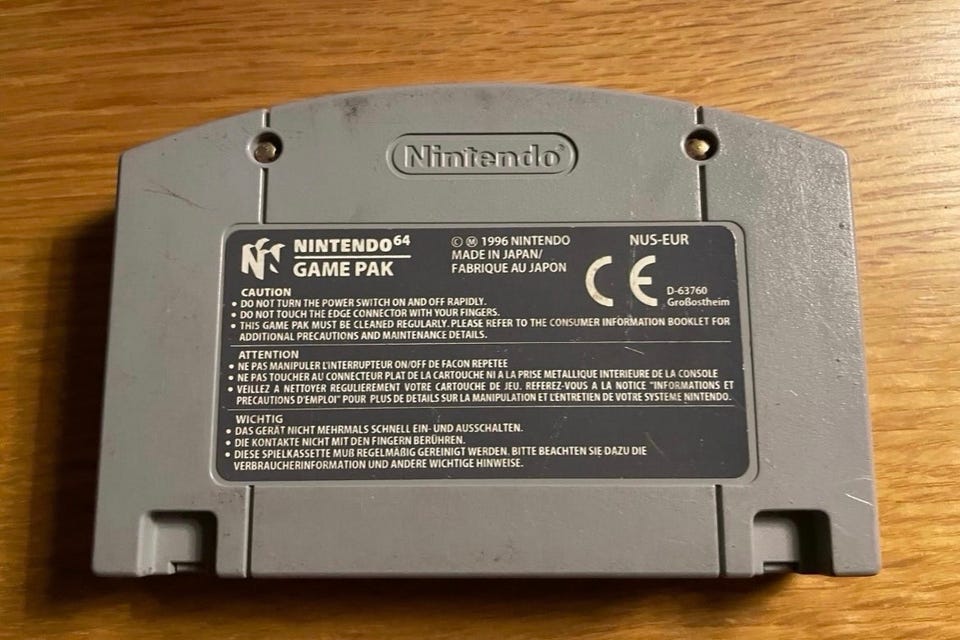 Nintendo®
NINTENDO 64
GAME PAK
© Ⓜ 1996 NINTENDO
MADE IN JAPAN/
FABRIQUE AU JAPON
NUS-EUR
CE
D-63760
Großostheim
CAUTION
• DO NOT TURN THE POWER SWITCH ON AND OFF RAPIDLY.
• DO NOT TOUCH THE EDGE CONNECTOR WITH YOUR FINGERS.
• THIS GAME PAK MUST BE CLEANED REGULARLY. PLEASE REFER TO THE CONSUMER INFORMATION BOOKLET FOR
ADDITIONAL PRECAUTIONS AND MAINTENANCE DETAILS.
ATTENTION
• NE PAS MANIPULER L'INTERRUPTEUR ON/OFF DE FACON REPETEE
• NE PAS TOUCHER AU CONNECTEUR PLAT DE LA CARTOUCHE NI A LA PRISE METALLIQUE INTERIEURE DE LA CONSOLE
• VEILLEZ A NETTOYER REGULIEREMENT VOTRE CARTOUCHE DE JEU. REFEREZ-VOUS A LA NOTICE "INFORMATIONS ET
PRECAUTIONS D'EMPLOI" POUR PLUS DE DETAILS SUR LA MANIPULATION ET L'ENTRETIEN DE VOTRE SYSTEME NINTENDO.
WICHTIG
• DAS GERÄT NICHT MEHRMALS SCHNELL EIN- UND AUSSCHALTEN.
• DIE KONTAKTE NICHT MIT DEN FINGERN BERÜHREN.
• DIESE SPIELKASSETTE MUß REGELMÄßIG GEREINIGT WERDEN. BITTE BEACHTEN SIE DAZU DIE
VERBRAUCHERINFORMATION UND ANDERE WICHTIGE HINWEISE.